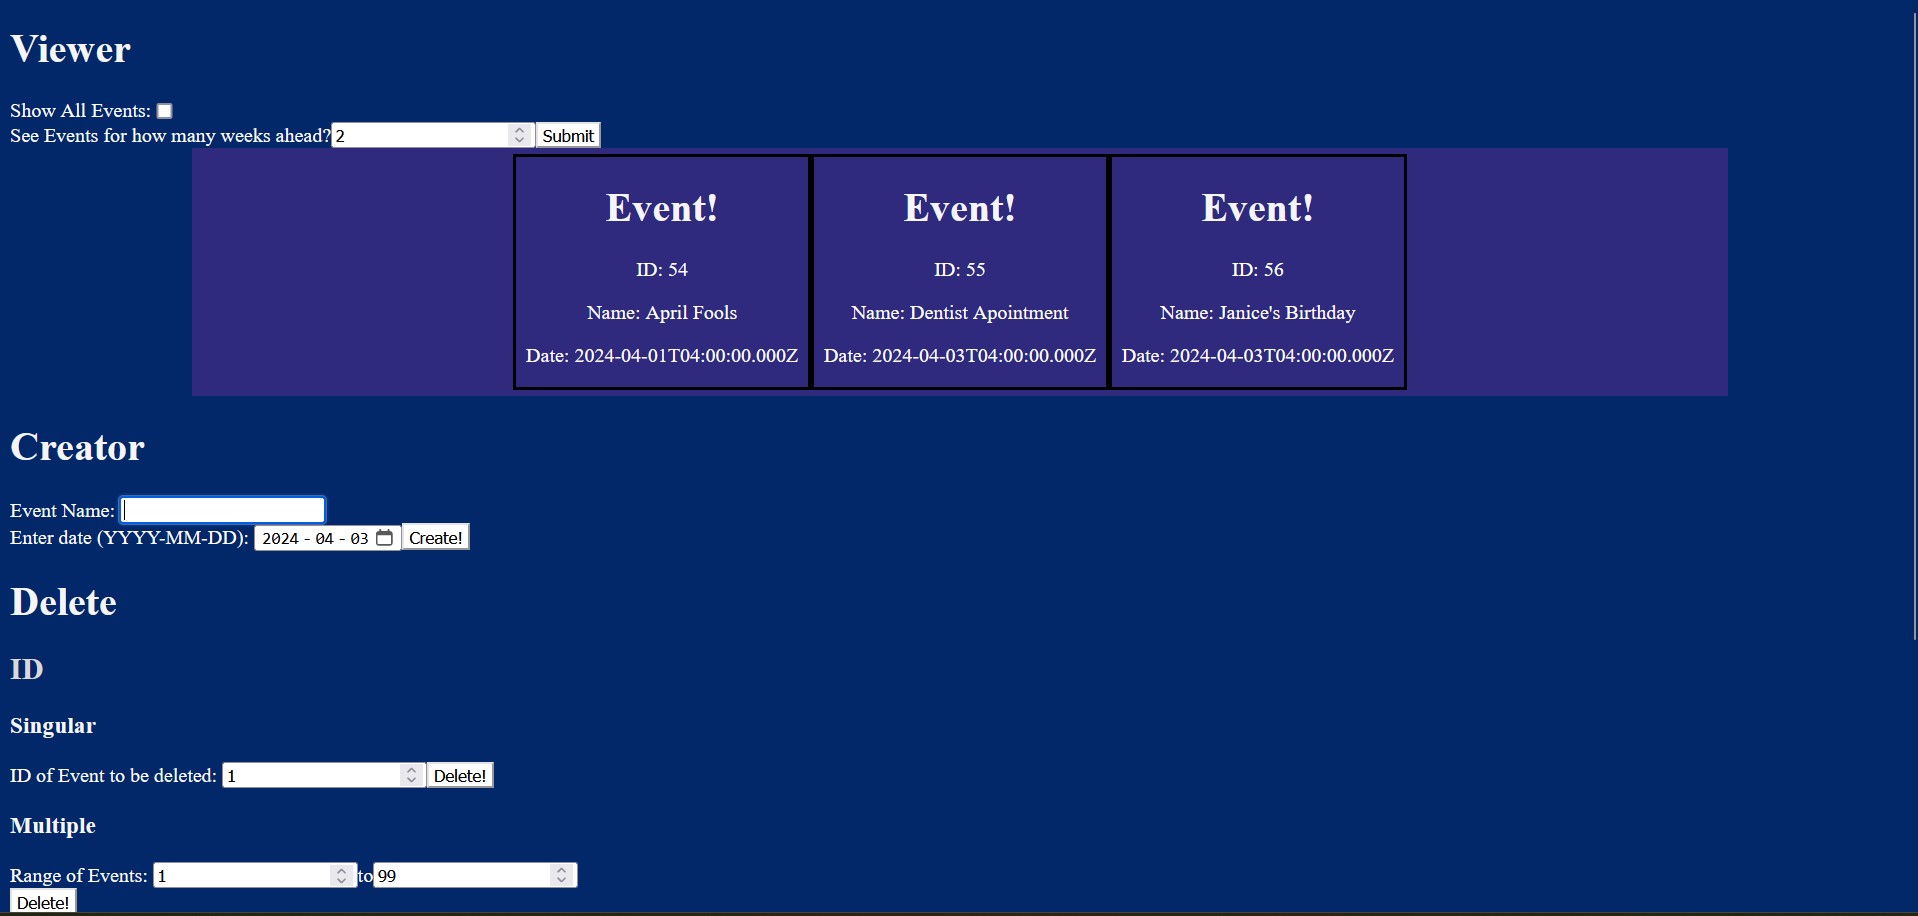 Viewer
Show All Events:
See Events for how many weeks ahead? 2 Submit
Event! Event! Event!
ID: 54 ID: 55 ID: 56
Name: April Fools Name: Dentist Apointment Name: Janice's Birthday
Date: 2024-04-01T04:00:00.000Z Date: 2024-04-03T04:00:00.000Z Date: 2024-04-03T04:00:00.000Z
Creator
Event Name:
Enter date (YYYY-MM-DD): 2024 - 04 - 03 Create!
Delete
ID
Singular
ID of Event to be deleted: 1 Delete!
Multiple
Range of Events: 1 to 99
Delete!